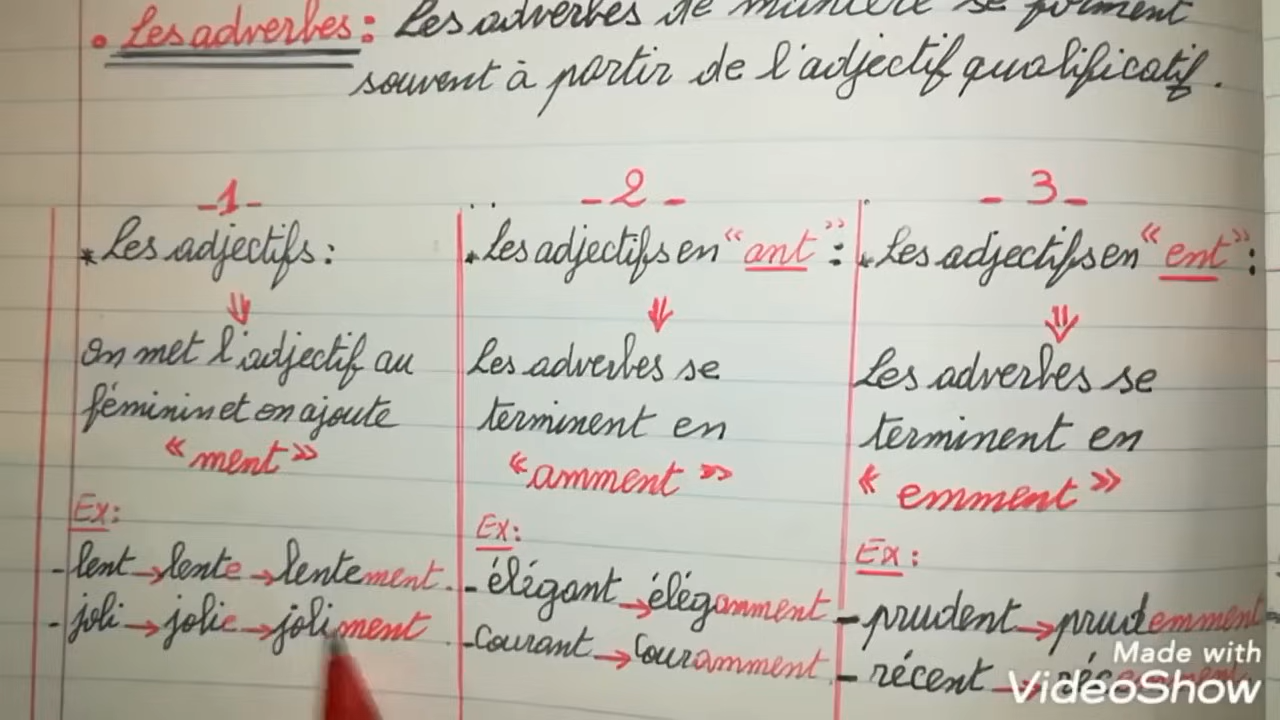 • Les adverbes : Les adverbes de manière se forment
souvent à partir de l'adjectif qualificatif.
-1-
* Les adjectifs :
⇓
On met l'adjectif au
féminin et on ajoute
« ment »
Ex :
- lent → lente → lentement.
- joli → jolie → joliment
-2-
* Les adjectifs en « ant » :
⇓
Les adverbes se
terminent en
« amment »
Ex :
- élégant → élégamment
- courant → couramment
-3-
* Les adjectifs en « ent » :
⇓
Les adverbes se
terminent en
« emment »
Ex :
- prudent → prudemment
- récent →
Made with
VideoShow